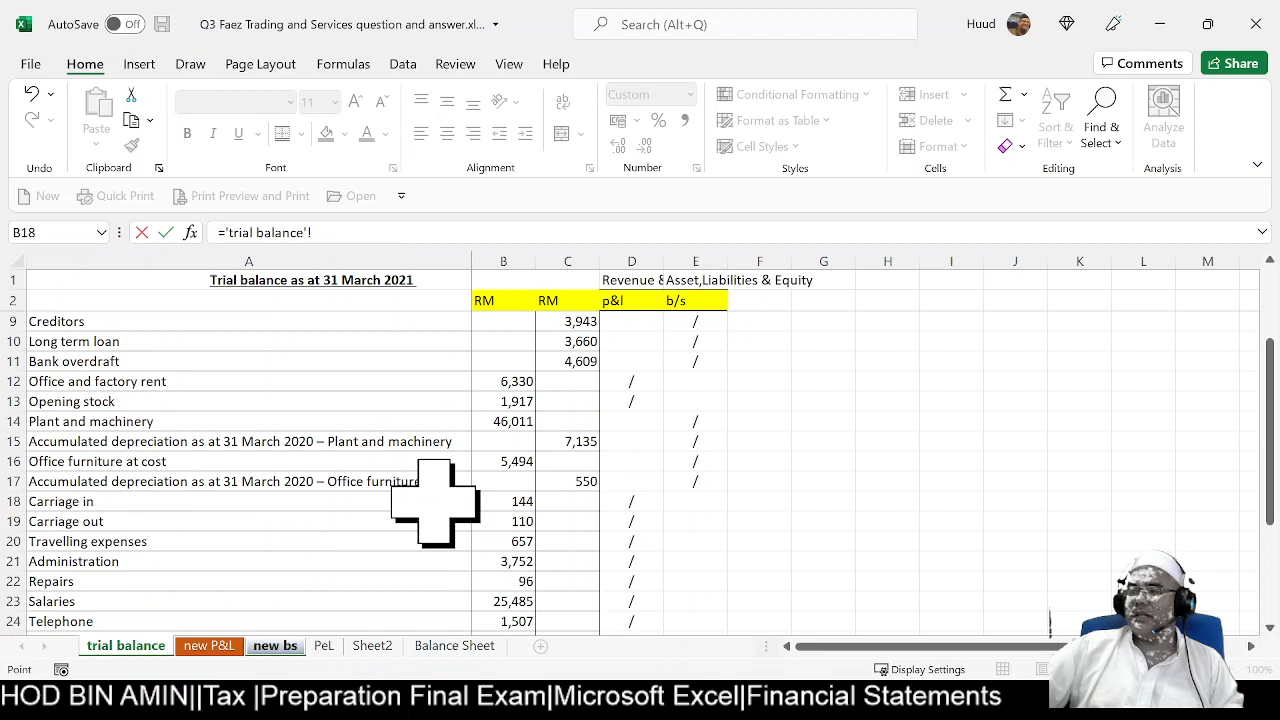 AutoSave Off Q3 Faez Trading and Services question and answer.xl... Search (Alt+Q) Huud
File Home Insert Draw Page Layout Formulas Data Review View Help Comments Share
11 Custom Conditional Formatting Insert
Paste B I U % Format as Table Delete Sort & Filter Find & Select Analyze Data
Cell Styles Format
Undo Clipboard Font Alignment Number Styles Cells Editing Analysis
New Quick Print Print Preview and Print Open
B18 fx ='trial balance'!
A B C D E F G H I J K L M
1 Trial balance as at 31 March 2021 Revenue & Asset,Liabilities & Equity
2 RM RM p&l b/s
9 Creditors 3,943 /
10 Long term loan 3,660 /
11 Bank overdraft 4,609 /
12 Office and factory rent 6,330 /
13 Opening stock 1,917 /
14 Plant and machinery 46,011 /
15 Accumulated depreciation as at 31 March 2020 – Plant and machinery 7,135 /
16 Office furniture at cost 5,494 /
17 Accumulated depreciation as at 31 March 2020 – Office furniture 550 /
18 Carriage in 144 /
19 Carriage out 110 /
20 Travelling expenses 657 /
21 Administration 3,752 /
22 Repairs 96 /
23 Salaries 25,485 /
24 Telephone 1,507 /
trial balance new P&L new bs PeL Sheet2 Balance Sheet
Point Display Settings 100%
HOD BIN AMIN||Tax |Preparation Final Exam|Microsoft Excel|Financial Statements